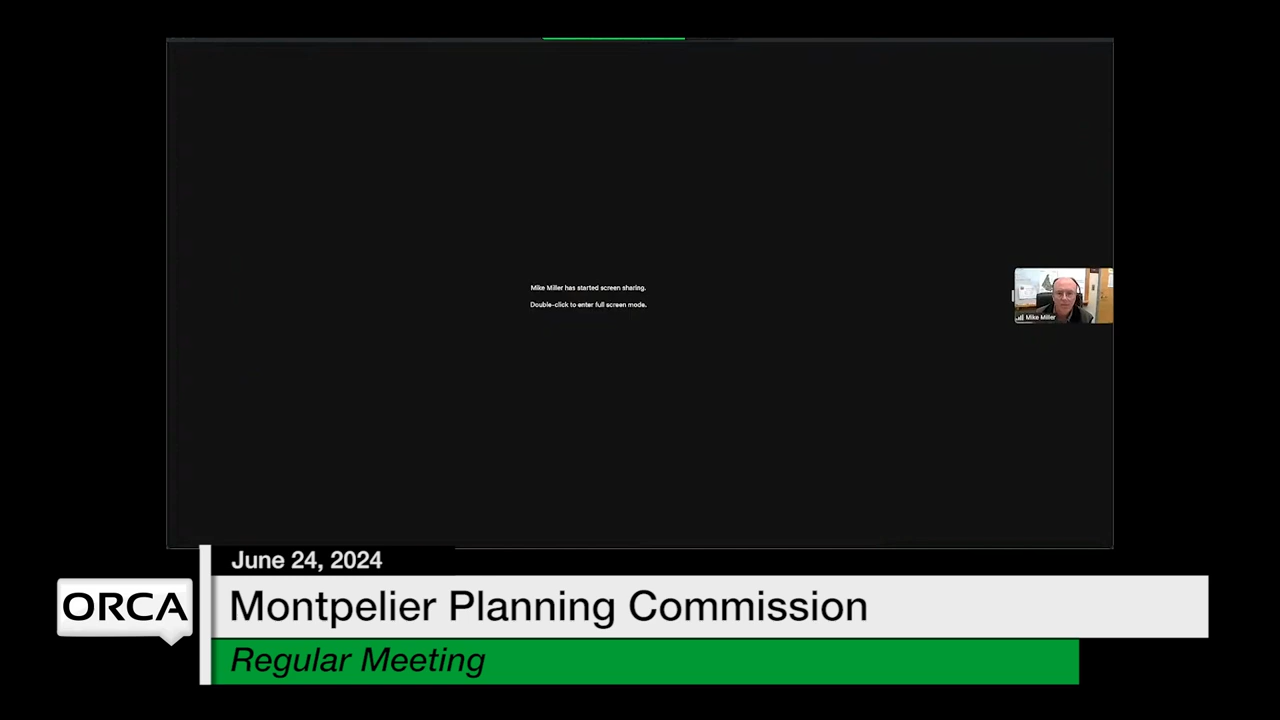 Mike Miller has started screen sharing.
Double-click to enter full screen mode.
Mike Miller
June 24, 2024
ORCA
Montpelier Planning Commission
Regular Meeting